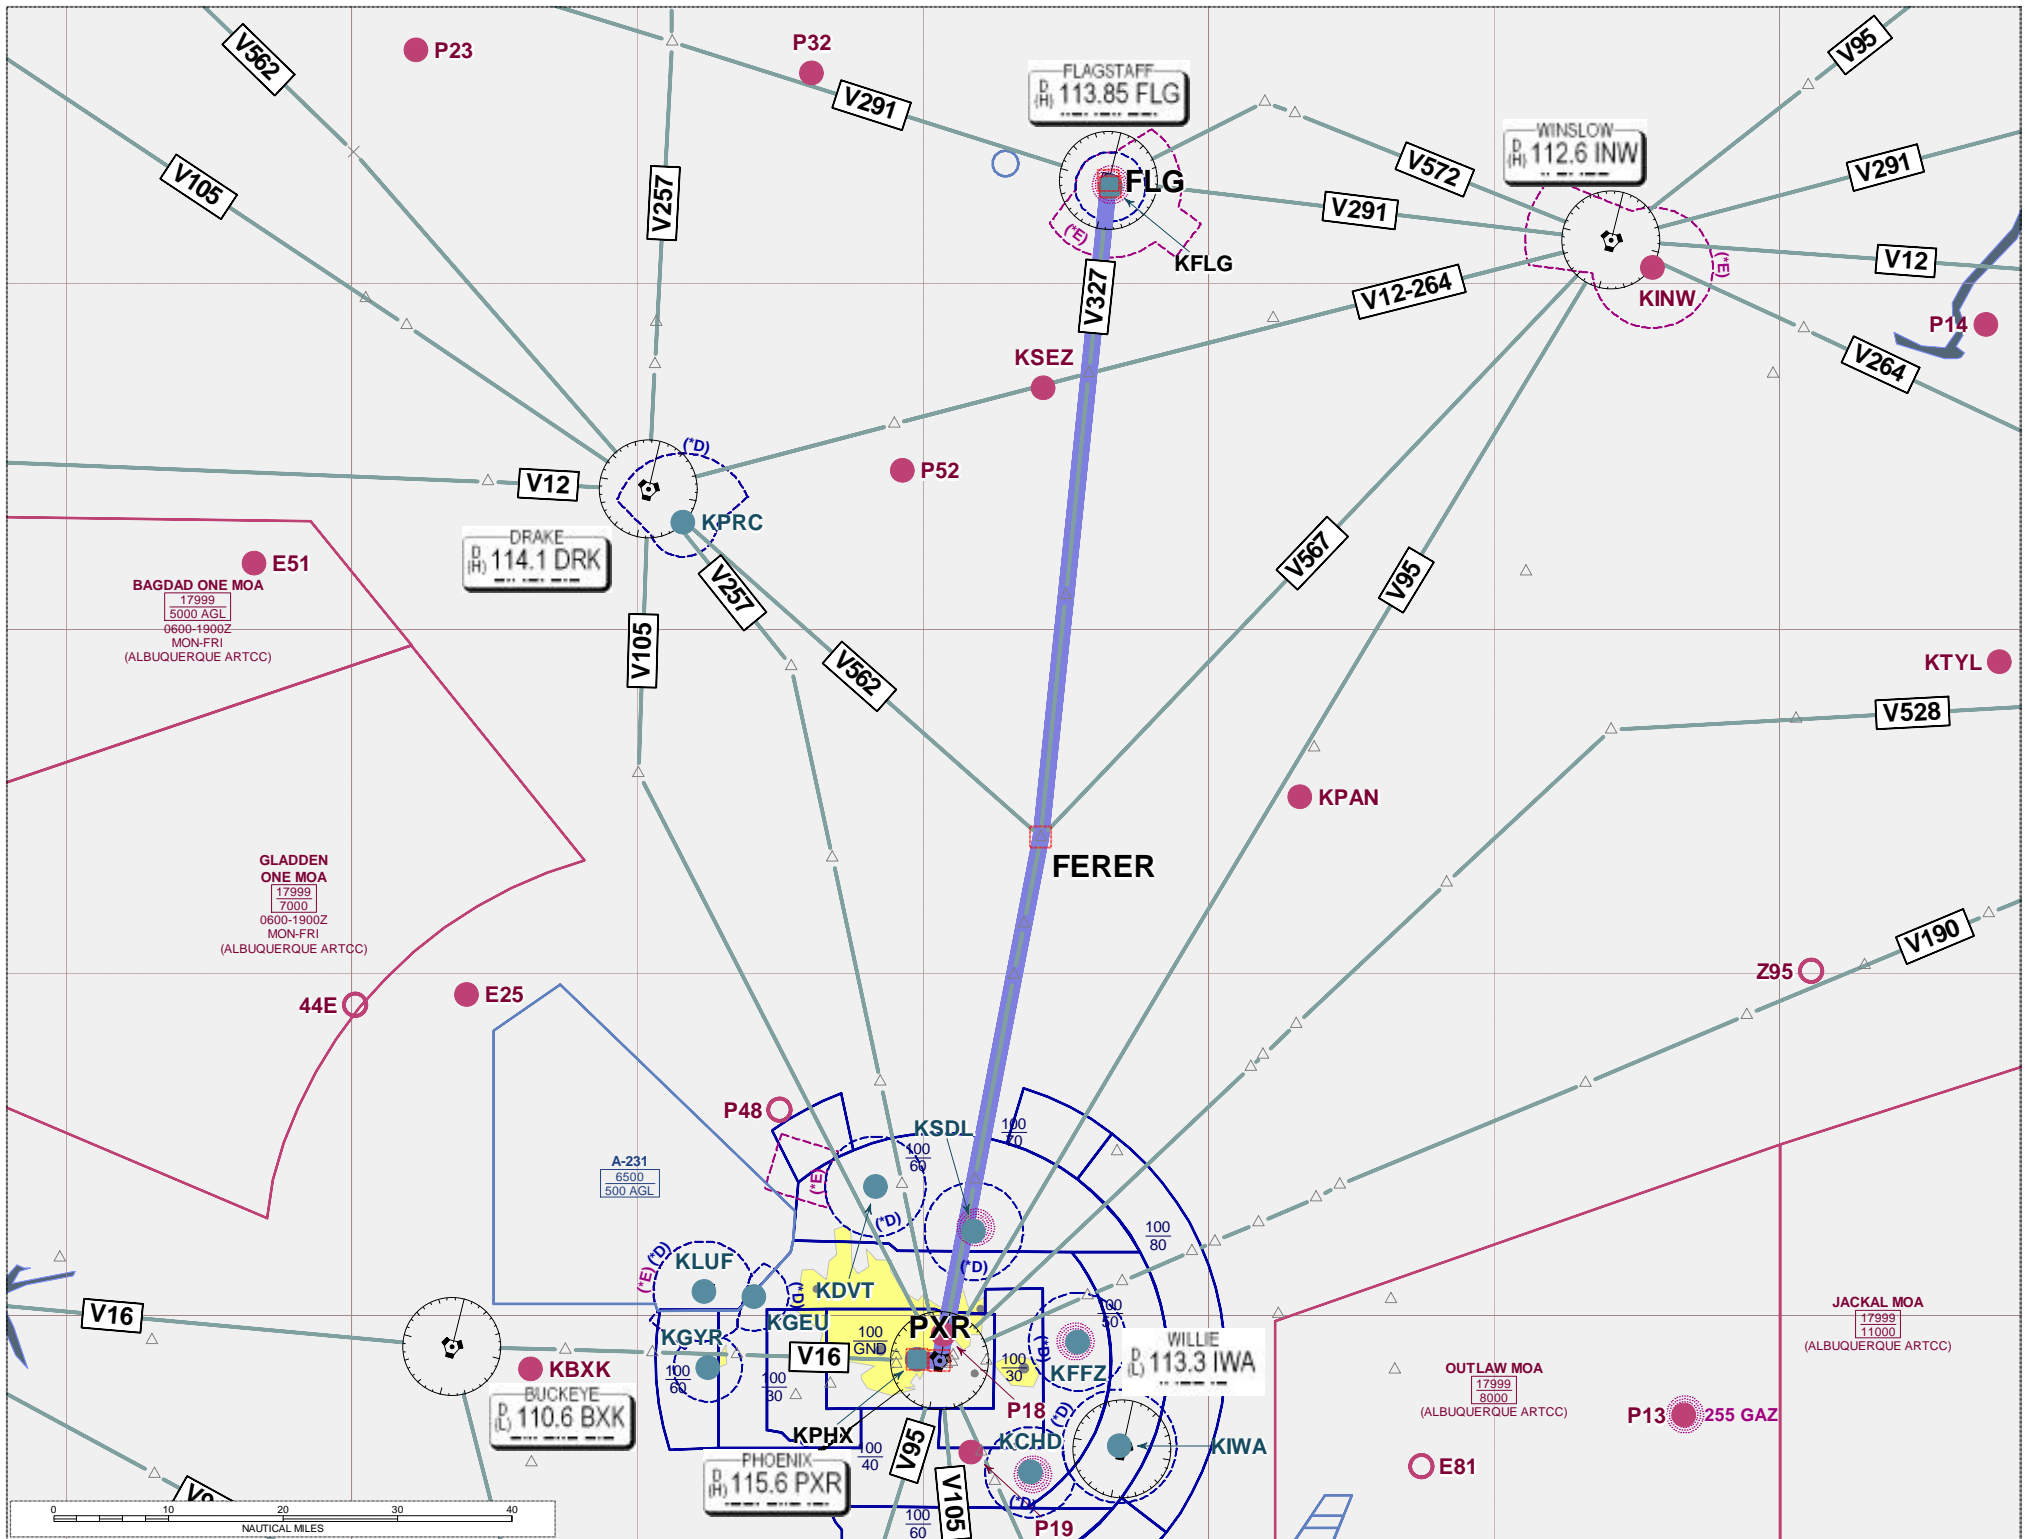 V562
P23
P32
V291
FLAGSTAFF
D
(H) 113.85 FLG
V95
WINSLOW
D
(H) 112.6 INW
V572
V291
V105
V257
FLG
V291
(*E)
KFLG
V12
(*E)
V327
V12-264
KINW
P14
KSEZ
V264
(*D)
P52
V12
KPRC
DRAKE
D
(H) 114.1 DRK
V567
V95
E51
BAGDAD ONE MOA
17999
5000 AGL
0600-1900Z
MON-FRI
(ALBUQUERQUE ARTCC)
V257
V105
V562
KTYL
V528
KPAN
FERER
GLADDEN
ONE MOA
17999
7000
0600-1900Z
MON-FRI
(ALBUQUERQUE ARTCC)
V190
Z95
44E
E25
P48
KSDL
100
70
100
60
A-231
6500
500 AGL
(*E)
(*D)
100
80
(*D)
(*E)
KLUF
(*D)
KDVT
(*D)
KGEU
V16
100
50
JACKAL MOA
17999
11000
(ALBUQUERQUE ARTCC)
PXR
KGYR
100
GND
V16
(*D)
WILLIE
D
(L) 113.3 IWA
KBXK
100
60
100
30
100
30
KFFZ
OUTLAW MOA
17999
8000
(ALBUQUERQUE ARTCC)
BUCKEYE
D
(L) 110.6 BXK
P18
(*D)
P13
255 GAZ
KPHX
KCHD
KIWA
100
40
V95
E81
PHOENIX
D
(H) 115.6 PXR
V105
(*D)
100
60
P19
0 10 20 30 40
NAUTICAL MILES